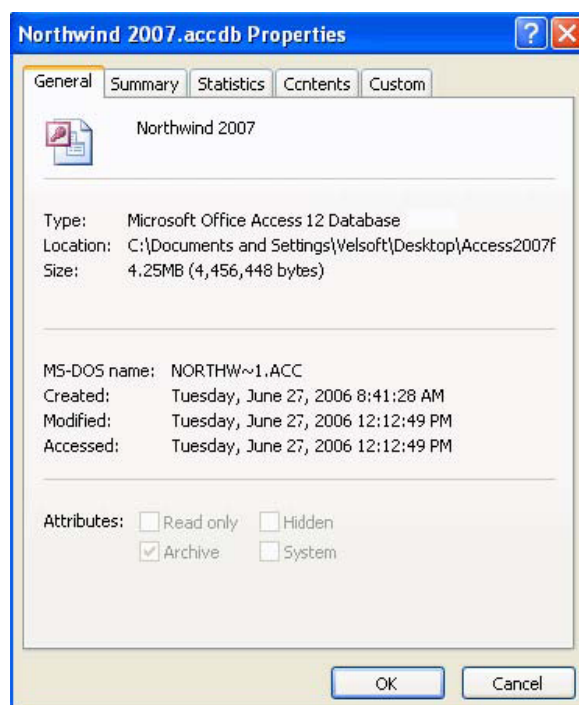 Northwind 2007.accdb Properties
General Summary Statistics Contents Custom
Northwind 2007
Type: Microsoft Office Access 12 Database
Location: C:\Documents and Settings\Velsoft\Desktop\Access2007f
Size: 4.25MB (4,456,448 bytes)
MS-DOS name: NORTHW~1.ACC
Created: Tuesday, June 27, 2006 8:41:28 AM
Modified: Tuesday, June 27, 2006 12:12:49 PM
Accessed: Tuesday, June 27, 2006 12:12:49 PM
Attributes: Read only Hidden
Archive System
OK Cancel